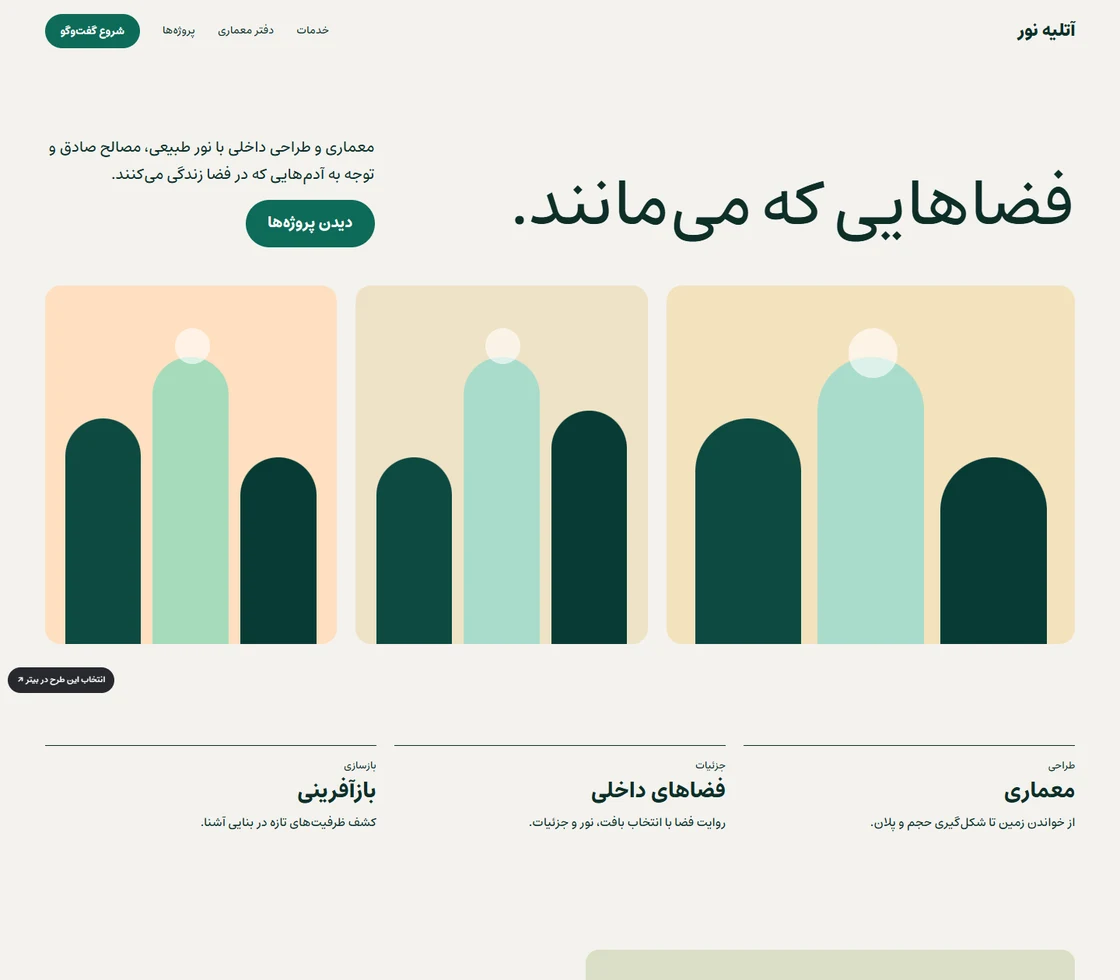 آتلیه نور
خدمات
دفتر معماری
پروژه‌ها
شروع گفت‌وگو
فضاهایی که می‌مانند.
معماری و طراحی داخلی با نور طبیعی، مصالح صادق و
توجه به آدم‌هایی که در فضا زندگی می‌کنند.
دیدن پروژه‌ها
انتخاب این طرح در بیتر ↗
طراحی
معماری
از خواندن زمین تا شکل‌گیری حجم و پلان.
جزئیات
فضاهای داخلی
روایت فضا با انتخاب بافت، نور و جزئیات.
بازسازی
بازآفرینی
کشف ظرفیت‌های تازه در بنایی آشنا.